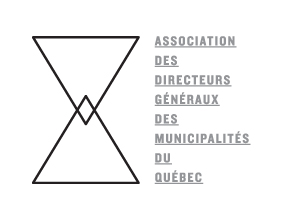 ASSOCIATION
DES
DIRECTEURS
GÉNÉRAUX
DES
MUNICIPALITÉS
DU
QUÉBEC